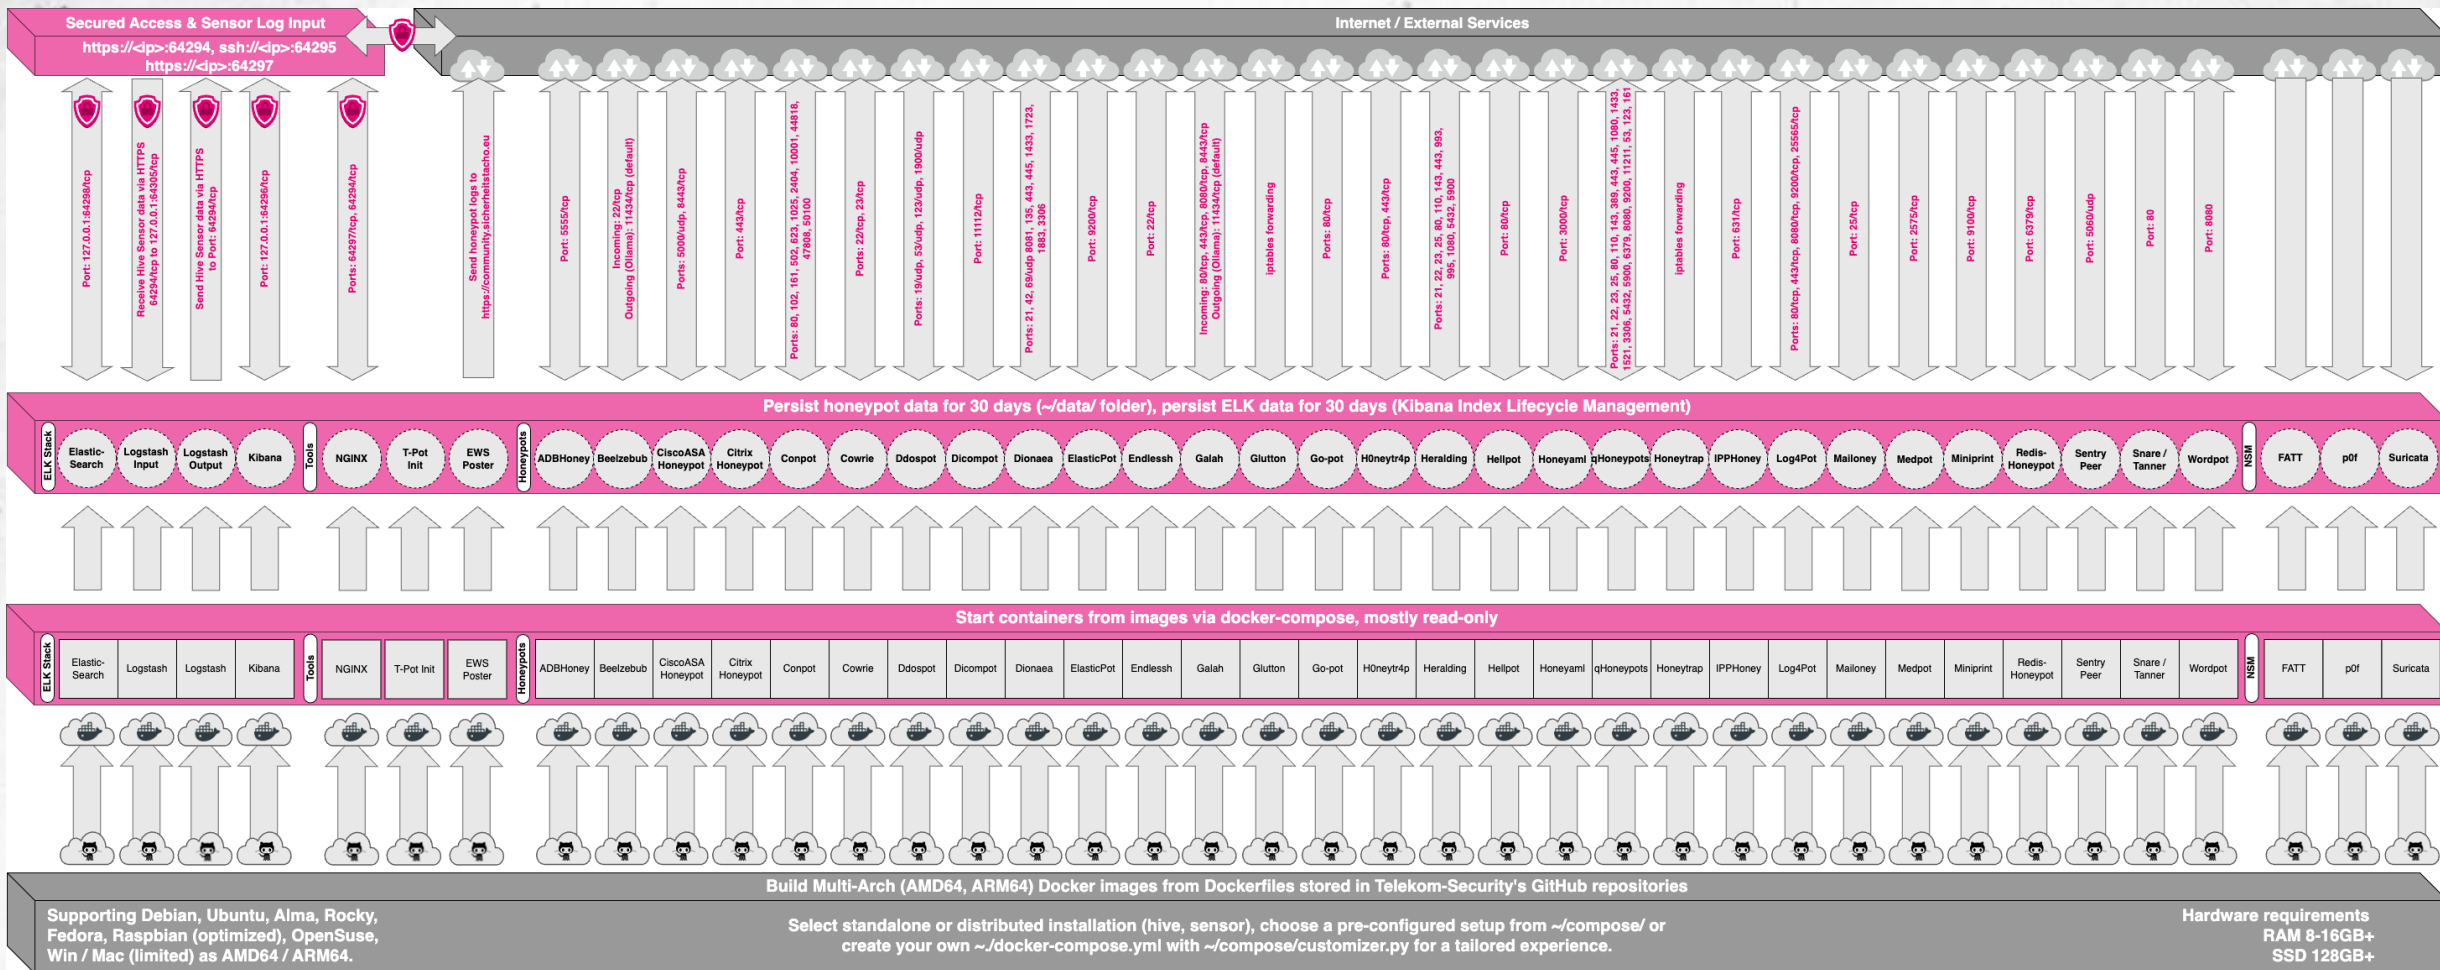 Secured Access & Sensor Log Input
https://<ip>:64294, ssh://<ip>:64295
https://<ip>:64297
Internet / External Services
Port: 127.0.0.1:64298/tcp
Receive Hive Sensor data via HTTPS
64294/tcp to 127.0.0.1:64305/tcp
Send Hive Sensor data via HTTPS
to Port: 64294/tcp
Port: 127.0.0.1:64296/tcp
Ports: 64297/tcp, 64294/tcp
Send honeypot logs to
https://community.sicherheitstacho.eu
Port: 5555/tcp
Incoming: 22/tcp
Outgoing (Ollama): 11434/tcp (default)
Ports: 5000/udp, 8443/tcp
Port: 443/tcp
Ports: 80, 102, 161, 502, 623, 1025, 2404, 10001, 44818,
47808, 50100
Ports: 22/tcp, 23/tcp
Ports: 19/udp, 53/udp, 123/udp, 1900/udp
Port: 11112/tcp
Ports: 21, 42, 69/udp 8081, 135, 443, 445, 1433, 1723,
1883, 3306
Port: 9200/tcp
Port: 22/tcp
Incoming: 80/tcp, 443/tcp, 8080/tcp, 8443/tcp
Outgoing (Ollama): 11434/tcp (default)
iptables forwarding
Ports: 80/tcp
Ports: 80/tcp, 443/tcp
Ports: 21, 22, 23, 25, 80, 110, 143, 443, 993,
995, 1080, 5432, 5900
Port: 80/tcp
Port: 3000/tcp
Ports: 21, 22, 23, 25, 80, 110, 143, 389, 443, 445, 1080, 1433,
1521, 3306, 5432, 5900, 6379, 8080, 9200, 11211, 53, 123, 161
iptables forwarding
Port: 631/tcp
Ports: 80/tcp, 443/tcp, 8080/tcp, 9200/tcp, 25565/tcp
Port: 25/tcp
Port: 2575/tcp
Port: 9100/tcp
Port: 6379/tcp
Port: 5060/udp
Port: 80
Port: 8080
Persist honeypot data for 30 days (~/data/ folder), persist ELK data for 30 days (Kibana Index Lifecycle Management)
ELK Stack
Elastic-
Search
Logstash
Input
Logstash
Output
Kibana
Tools
NGINX
T-Pot
Init
EWS
Poster
Honeypots
ADBHoney
Beelzebub
CiscoASA
Honeypot
Citrix
Honeypot
Conpot
Cowrie
Ddospot
Dicompot
Dionaea
ElasticPot
Endlessh
Galah
Glutton
Go-pot
H0neytr4p
Heralding
Hellpot
Honeyaml
qHoneypots
Honeytrap
IPPHoney
Log4Pot
Mailoney
Medpot
Miniprint
Redis-
Honeypot
Sentry
Peer
Snare /
Tanner
Wordpot
NSM
FATT
p0f
Suricata
Start containers from images via docker-compose, mostly read-only
ELK Stack
Elastic-
Search
Logstash
Logstash
Kibana
Tools
NGINX
T-Pot Init
EWS
Poster
Honeypots
ADBHoney
Beelzebub
CiscoASA
Honeypot
Citrix
Honeypot
Conpot
Cowrie
Ddospot
Dicompot
Dionaea
ElasticPot
Endlessh
Galah
Glutton
Go-pot
H0neytr4p
Heralding
Hellpot
Honeyaml
qHoneypots
Honeytrap
IPPHoney
Log4Pot
Mailoney
Medpot
Miniprint
Redis-
Honeypot
Sentry
Peer
Snare /
Tanner
Wordpot
NSM
FATT
p0f
Suricata
Build Multi-Arch (AMD64, ARM64) Docker images from Dockerfiles stored in Telekom-Security's GitHub repositories
Supporting Debian, Ubuntu, Alma, Rocky,
Fedora, Raspbian (optimized), OpenSuse,
Win / Mac (limited) as AMD64 / ARM64.
Select standalone or distributed installation (hive, sensor), choose a pre-configured setup from ~/compose/ or
create your own ~./docker-compose.yml with ~/compose/customizer.py for a tailored experience.
Hardware requirements
RAM 8-16GB+
SSD 128GB+